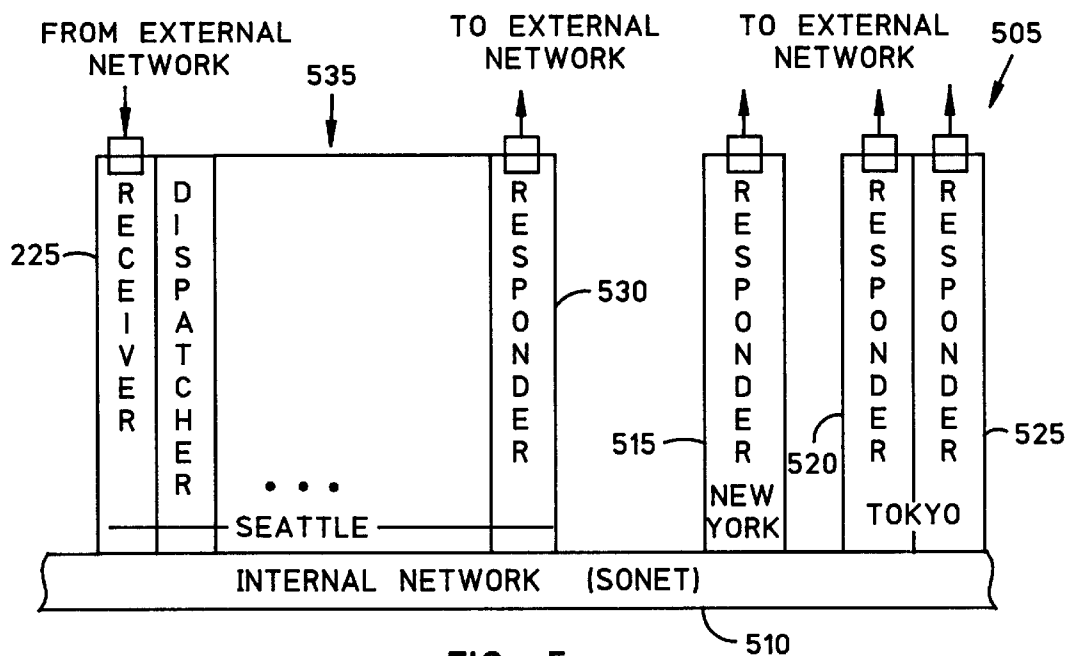 FROM EXTERNAL
NETWORK
535
TO EXTERNAL
NETWORK
TO EXTERNAL
NETWORK
505
RECEIVER
DISPATCHER
RESPONDER
RESPONDER
RESPONDER
RESPONDER
225
530
515
520
525
• • •
SEATTLE
NEW
YORK
TOKYO
INTERNAL NETWORK (SONET)
510